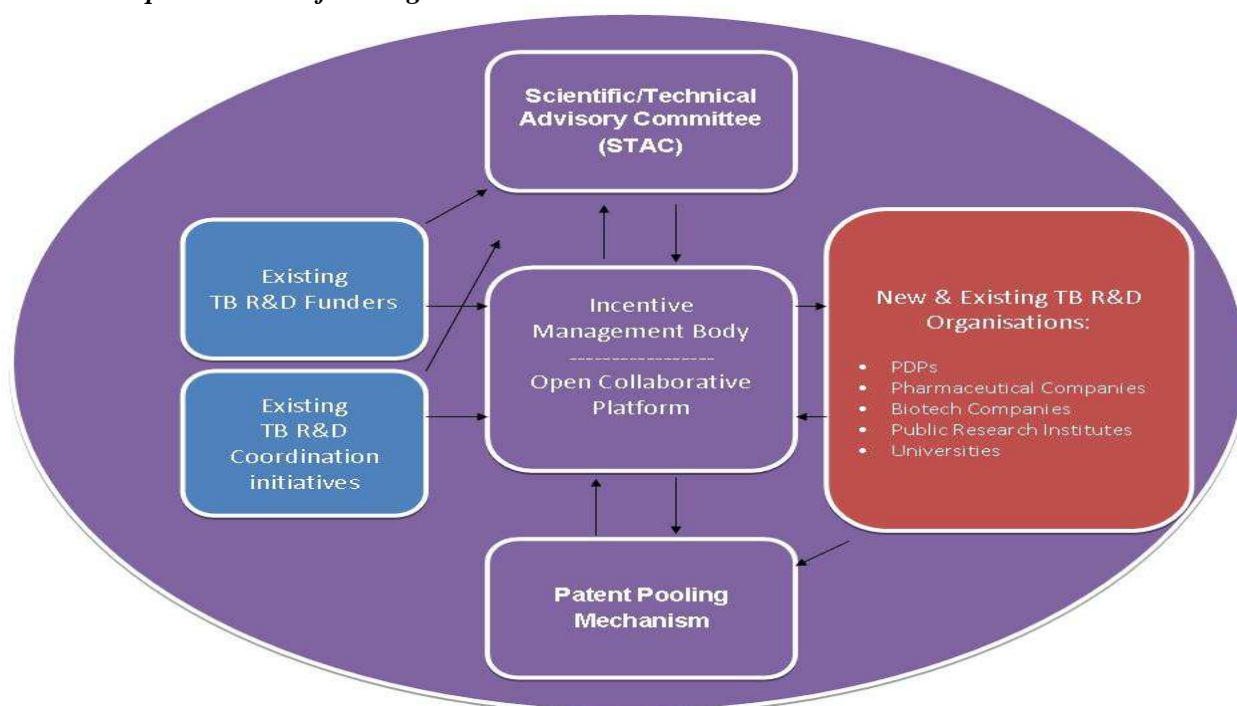 Scientific/Technical
Advisory Committee
(STAC)
Existing
TB R&D Funders
Existing
TB R&D
Coordination
initiatives
Incentive
Management Body
------------------
Open Collaborative
Platform
New & Existing TB R&D
Organisations:
• PDPs
• Pharmaceutical Companies
• Biotech Companies
• Public Research Institutes
• Universities
Patent Pooling
Mechanism